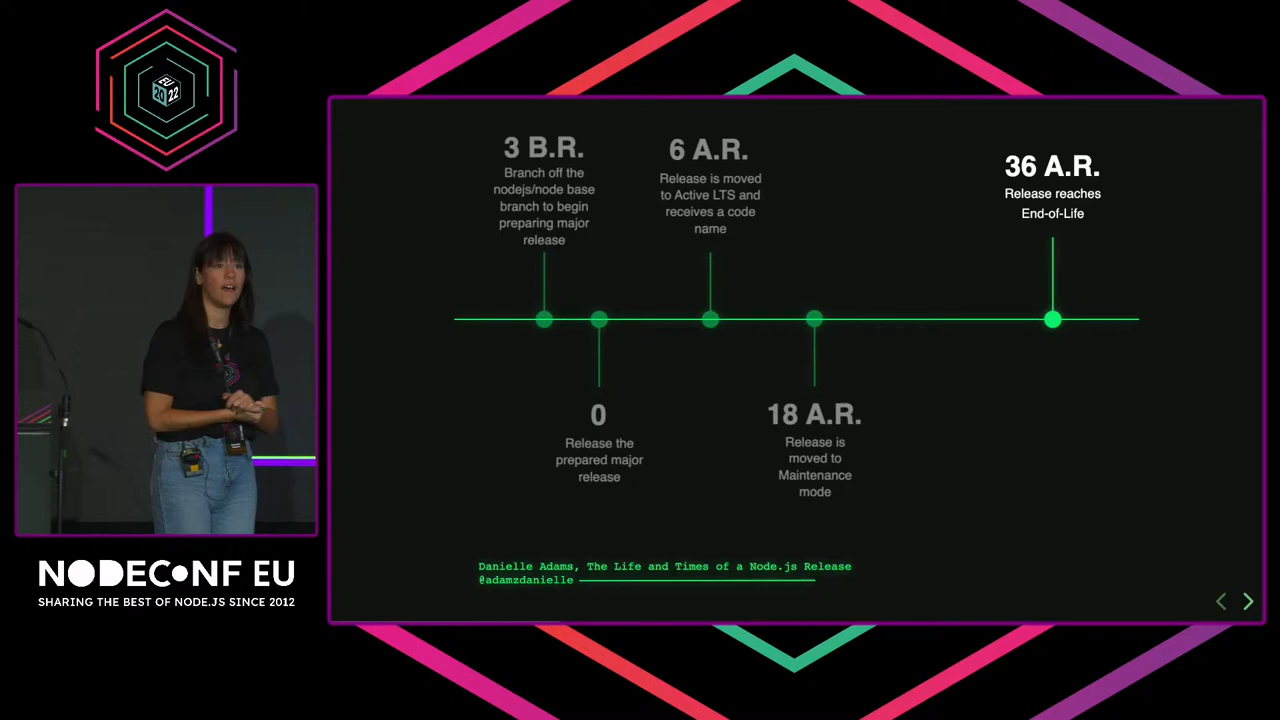 EU
20 22
NODECONF EU
SHARING THE BEST OF NODE.JS SINCE 2012
3 B.R.
Branch off the
nodejs/node base
branch to begin
preparing major
release
6 A.R.
Release is moved
to Active LTS and
receives a code
name
36 A.R.
Release reaches
End-of-Life
0
Release the
prepared major
release
18 A.R.
Release is
moved to
Maintenance
mode
Danielle Adams, The Life and Times of a Node.js Release
@adamzdanielle